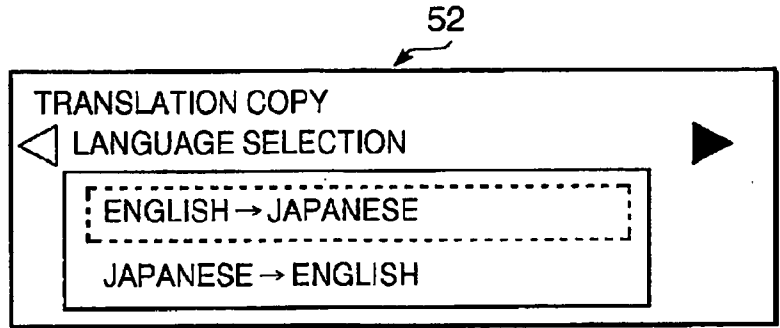 52
TRANSLATION COPY
LANGUAGE SELECTION
ENGLISH→JAPANESE
JAPANESE→ENGLISH